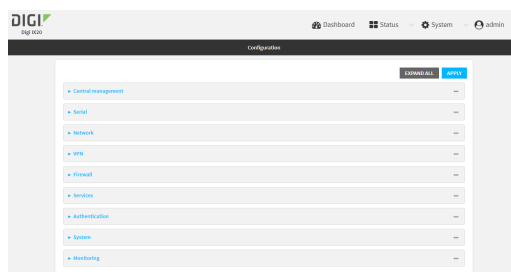 DIGI
Digi IX20
Dashboard Status System admin
Configuration
EXPAND ALL APPLY
Central management
Serial
Network
VPN
Firewall
Services
Authentication
System
Monitoring